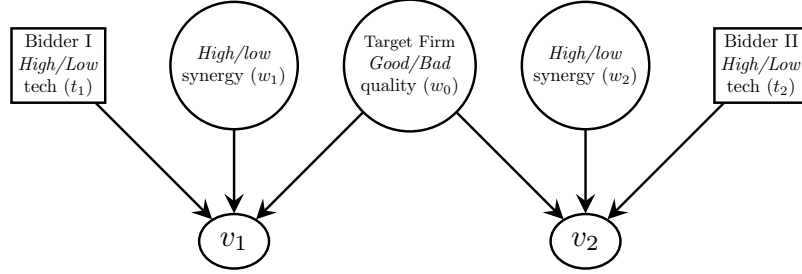 Bidder I
High/Low
tech (t₁)
High/low
synergy (w₁)
Target Firm
Good/Bad
quality (w₀)
High/low
synergy (w₂)
Bidder II
High/Low
tech (t₂)
v₁
v₂